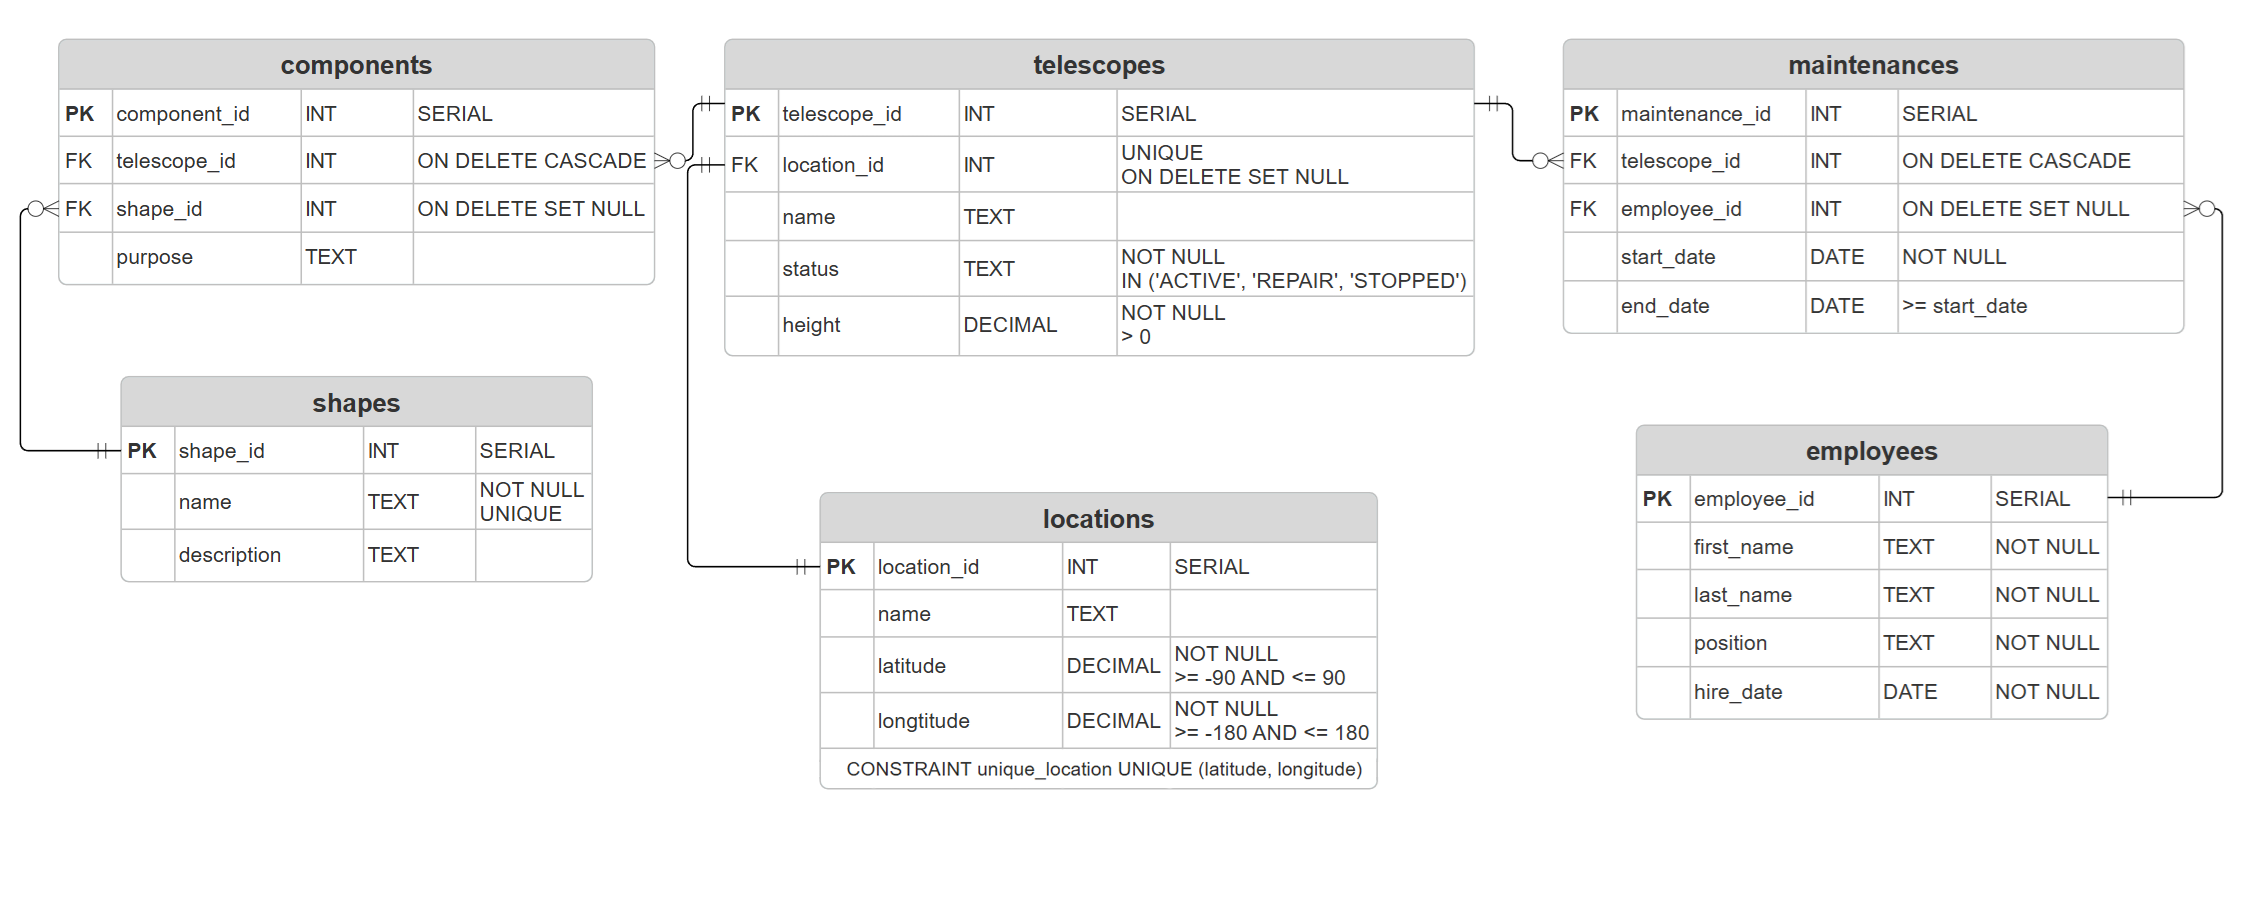 components
PK component_id INT SERIAL
FK telescope_id INT ON DELETE CASCADE
FK shape_id INT ON DELETE SET NULL
purpose TEXT
telescopes
PK telescope_id INT SERIAL
FK location_id INT UNIQUE
ON DELETE SET NULL
name TEXT
status TEXT NOT NULL
IN ('ACTIVE', 'REPAIR', 'STOPPED')
height DECIMAL NOT NULL
> 0
maintenances
PK maintenance_id INT SERIAL
FK telescope_id INT ON DELETE CASCADE
FK employee_id INT ON DELETE SET NULL
start_date DATE NOT NULL
end_date DATE >= start_date
shapes
PK shape_id INT SERIAL
name TEXT NOT NULL
UNIQUE
description TEXT
locations
PK location_id INT SERIAL
name TEXT
latitude DECIMAL NOT NULL
>= -90 AND <= 90
longtitude DECIMAL NOT NULL
>= -180 AND <= 180
CONSTRAINT unique_location UNIQUE (latitude, longitude)
employees
PK employee_id INT SERIAL
first_name TEXT NOT NULL
last_name TEXT NOT NULL
position TEXT NOT NULL
hire_date DATE NOT NULL